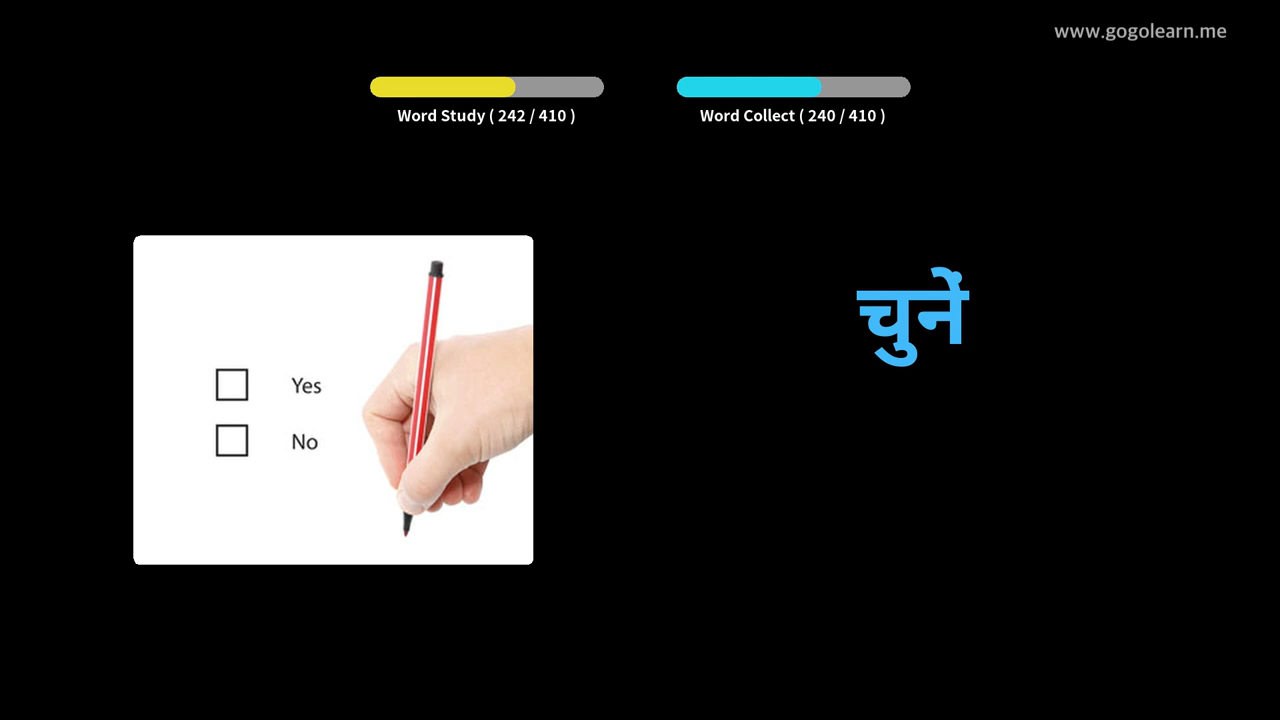 www.gogolearn.me
Word Study ( 242 / 410 )
Word Collect ( 240 / 410 )
चुनें
Yes
No